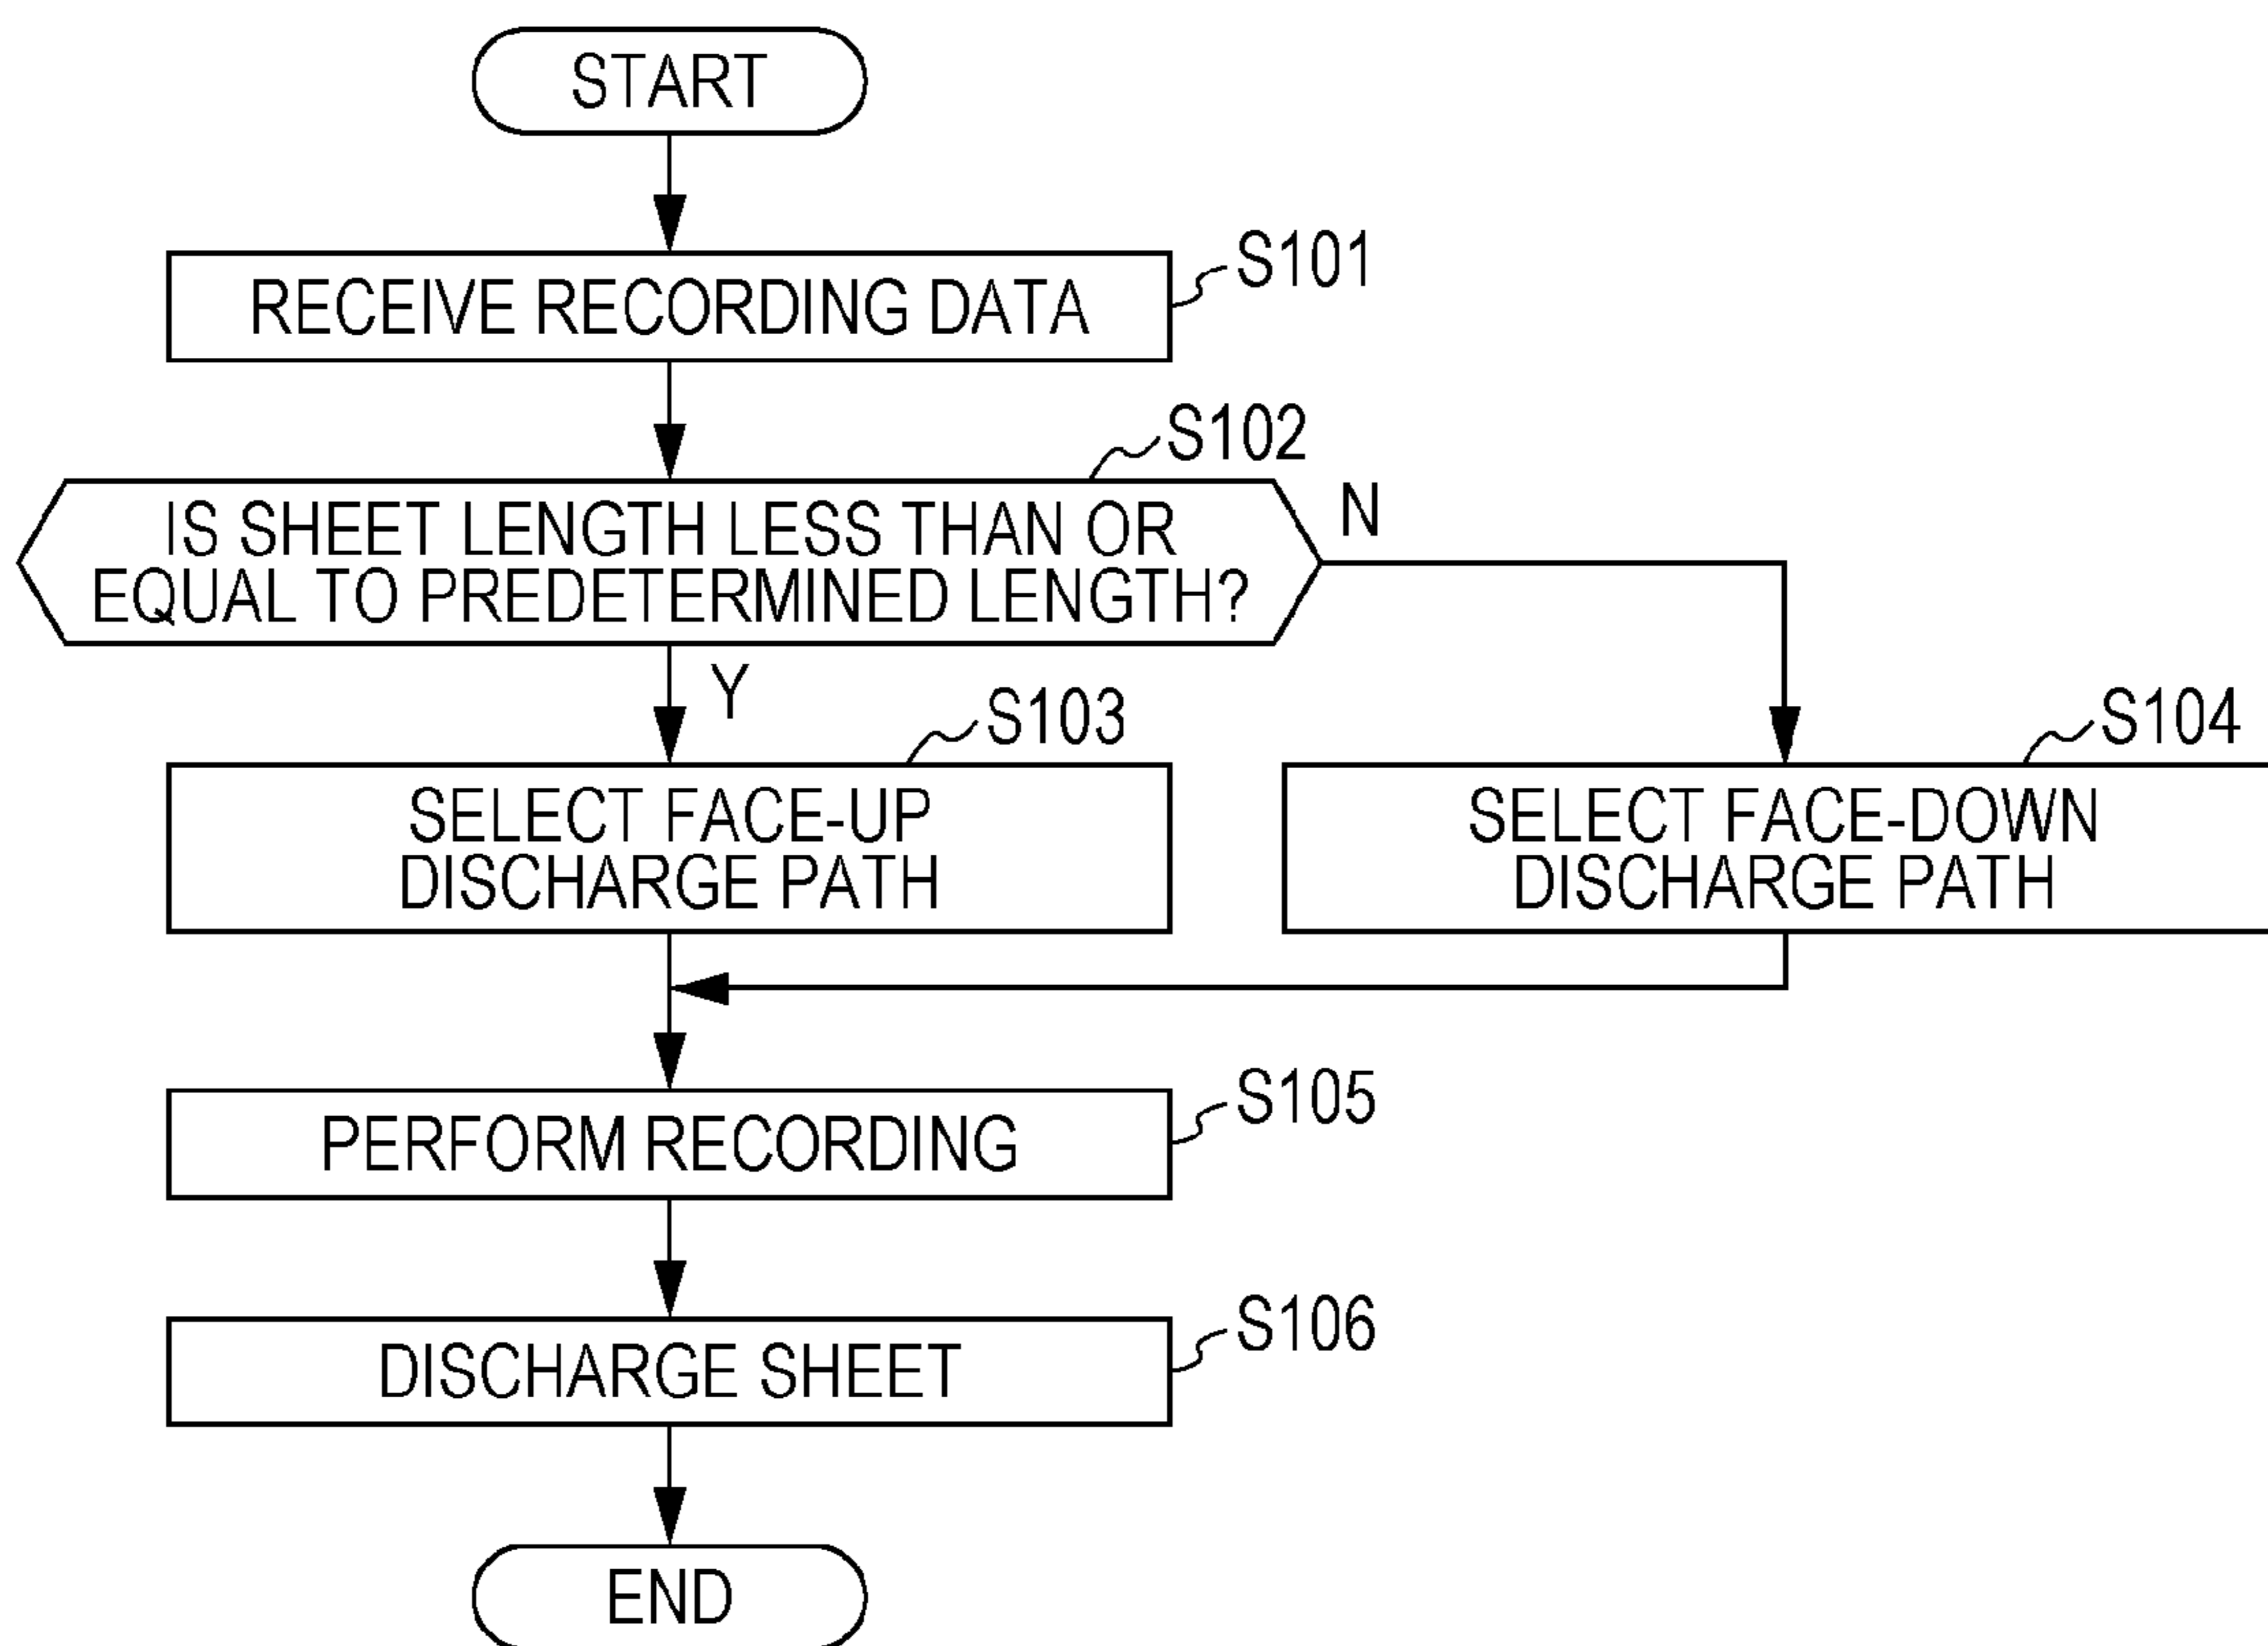 START
RECEIVE RECORDING DATA
S101
S102
IS SHEET LENGTH LESS THAN OR
EQUAL TO PREDETERMINED LENGTH?
N
Y
S103
SELECT FACE-UP
DISCHARGE PATH
S104
SELECT FACE-DOWN
DISCHARGE PATH
PERFORM RECORDING
S105
DISCHARGE SHEET
S106
END